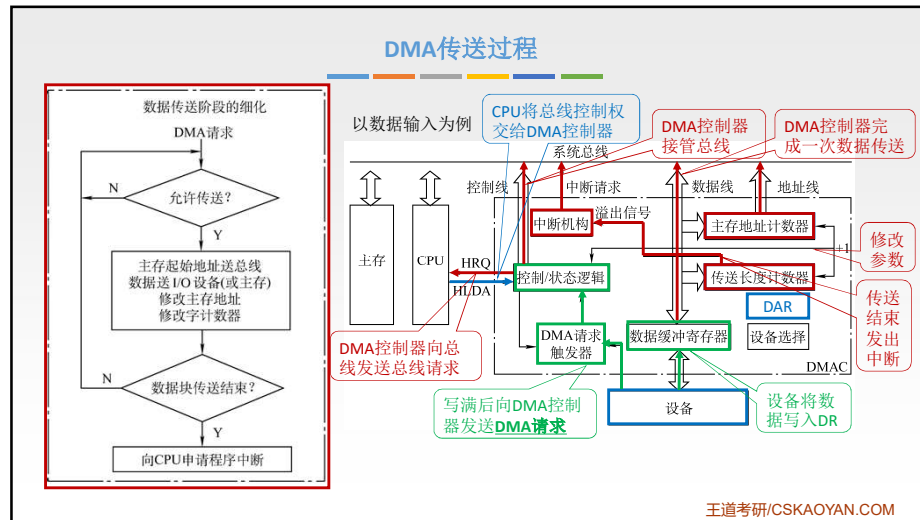 DMA传送过程
数据传送阶段的细化
DMA请求
N
允许传送?
Y
主存起始地址送总线
数据送I/O设备(或主存)
修改主存地址
修改字计数器
N
数据块传送结束?
Y
向CPU申请程序中断
以数据输入为例
CPU将总线控制权
交给DMA控制器
DMA控制器
接管总线
DMA控制器完
成一次数据传送
系统总线
控制线
中断请求
数据线
地址线
溢出信号
中断机构
主存地址计数器
+1
修改
参数
主存
CPU
HRQ
HLDA
控制/状态逻辑
传送长度计数器
DAR
传送
结束
发出
中断
DMA控制器向总
线发送总线请求
DMA请求
触发器
数据缓冲寄存器
设备选择
DMAC
写满后向DMA控制
器发送DMA请求
设备
设备将数
据写入DR
王道考研/CSKAOYAN.COM